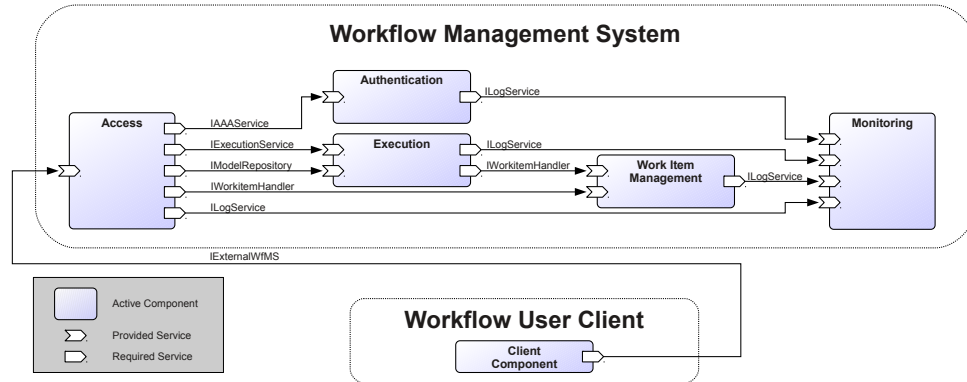 Workflow Management System
Authentication
ILogService
Access
IAAAService
Monitoring
IExecutionService
Execution
ILogService
IModelRepository
IWorkitemHandler
Work Item
Management
ILogService
IWorkitemHandler
ILogService
IExternalWfMS
Active Component
Provided Service
Required Service
Workflow User Client
Client
Component